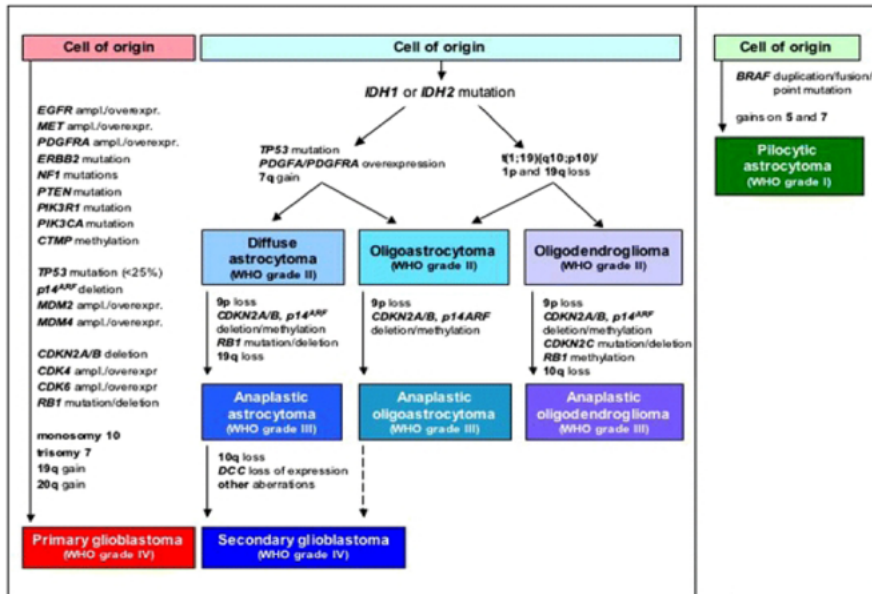 Cell of origin
EGFR ampl./overexpr.
MET ampl./overexpr.
PDGFRA ampl./overexpr.
ERBB2 mutation
NF1 mutations
PTEN mutation
PIK3R1 mutation
PIK3CA mutation
CTMP methylation
TP53 mutation (<25%)
p14ARF deletion
MDM2 ampl./overexpr.
MDM4 ampl./overexpr.
CDKN2A/B deletion
CDK4 ampl./overexpr
CDK6 ampl./overexpr
RB1 mutation/deletion
monosomy 10
trisomy 7
19q gain
20q gain
Primary glioblastoma
(WHO grade IV)
Cell of origin
IDH1 or IDH2 mutation
TP53 mutation
PDGFA/PDGFRA overexpression
7q gain
t(1;19)(q10;p10)/
1p and 19q loss
Diffuse
astrocytoma
(WHO grade II)
Oligoastrocytoma
(WHO grade II)
Oligodendroglioma
(WHO grade II)
9p loss
CDKN2A/B, p14ARF
deletion/methylation
RB1 mutation/deletion
19q loss
9p loss
CDKN2A/B, p14ARF
deletion/methylation
9p loss
CDKN2A/B, p14ARF
deletion/methylation
CDKN2C mutation/deletion
RB1 methylation
10q loss
Anaplastic
astrocytoma
(WHO grade III)
Anaplastic
oligoastrocytoma
(WHO grade III)
Anaplastic
oligodendroglioma
(WHO grade III)
10q loss
DCC loss of expression
other aberrations
Secondary glioblastoma
(WHO grade IV)
Cell of origin
BRAF duplication/fusion/
point mutation
gains on 5 and 7
Pilocytic
astrocytoma
(WHO grade I)